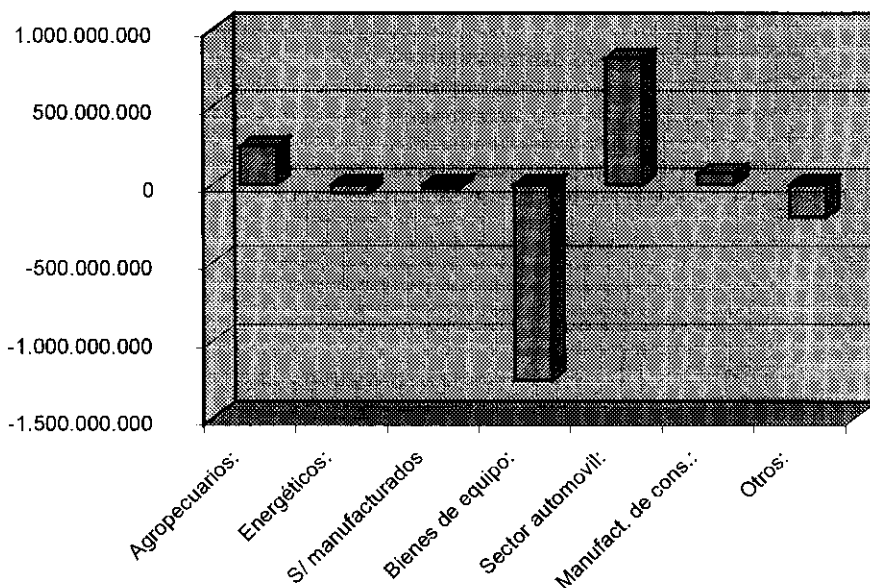 1.000.000.000
500.000.000
0
-500.000.000
-1.000.000.000
-1.500.000.000
Agropecuarios:
Energéticos:
S/ manufacturados
Bienes de equipo:
Sector automovil:
Manufact. de cons.:
Otros: